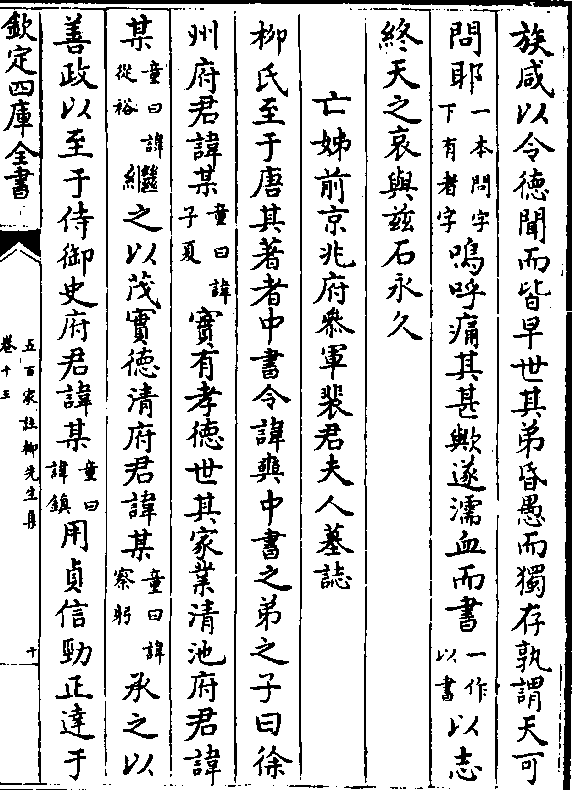 族咸以令德聞而皆早世其弟昏愚而獨存孰謂天可
問耶一本問字下有者字嗚呼痛其甚歟遂濡血而書一作以書以志
終天之哀與兹石永久
亡姊前京兆府叅軍裴君夫人墓誌
柳氏至于唐其著者中書令諱奭中書之弟之子曰徐
州府君諱某童曰諱子夏實有孝德世其家業清池府君諱
某童曰諱從裕繼之以茂實德清府君諱某童曰諱察躬承之以
善政以至于侍御史府君諱某童曰諱鎮用貞信勁正達于
欽定四庫全書
五百家註柳先生集
卷十三
十